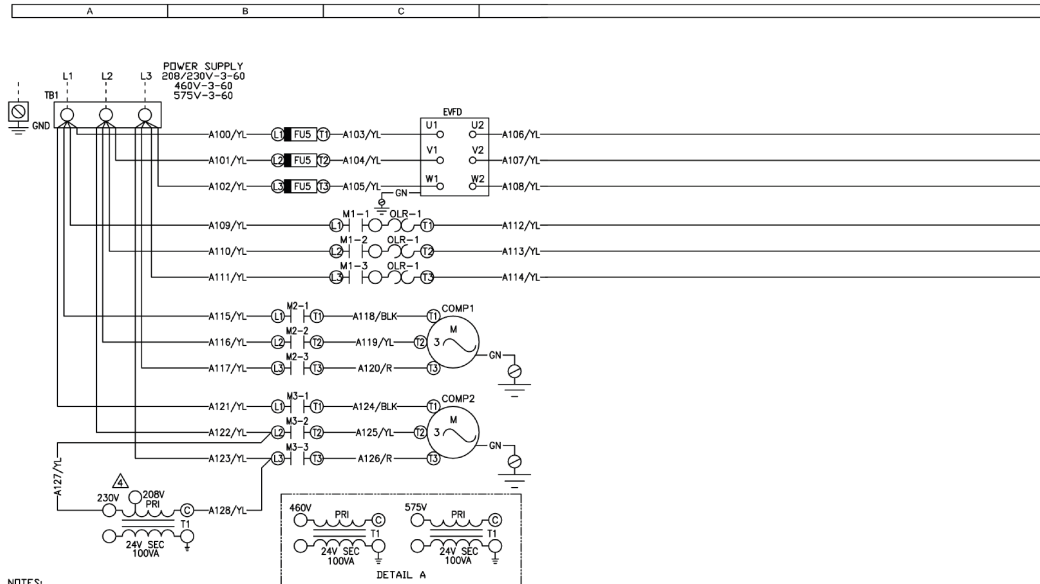 A B C
POWER SUPPLY
208/230V-3-60
460V-3-60
575V-3-60
L1 L2 L3
TB1
GND
EVFD
U1 U2
V1 V2
W1 W2
A100/YL L1 FU5 T1 A103/YL A106/YL
A101/YL L2 FU5 T2 A104/YL A107/YL
A102/YL L3 FU5 T3 A105/YL A108/YL
GN
M1-1 OLR-1
A109/YL L1 T1 A112/YL
M1-2 OLR-1
A110/YL L2 T2 A113/YL
M1-3 OLR-1
A111/YL L3 T3 A114/YL
M2-1 COMP1
A115/YL L1 T1 A118/BLK T1
M2-2 M
A116/YL L2 T2 A119/YL T2 3
M2-3 GN
A117/YL L3 T3 A120/R T3
M3-1 COMP2
A121/YL L1 T1 A124/BLK T1
M3-2 M
A122/YL L2 T2 A125/YL T2 3
M3-3 GN
A123/YL L3 T3 A126/R T3
A127/YL
4
230V 208V
PRI C A128/YL
T1
24V SEC
100VA
460V PRI C
T1
24V SEC
100VA
575V PRI C
T1
24V SEC
100VA
DETAIL A
NOTES: